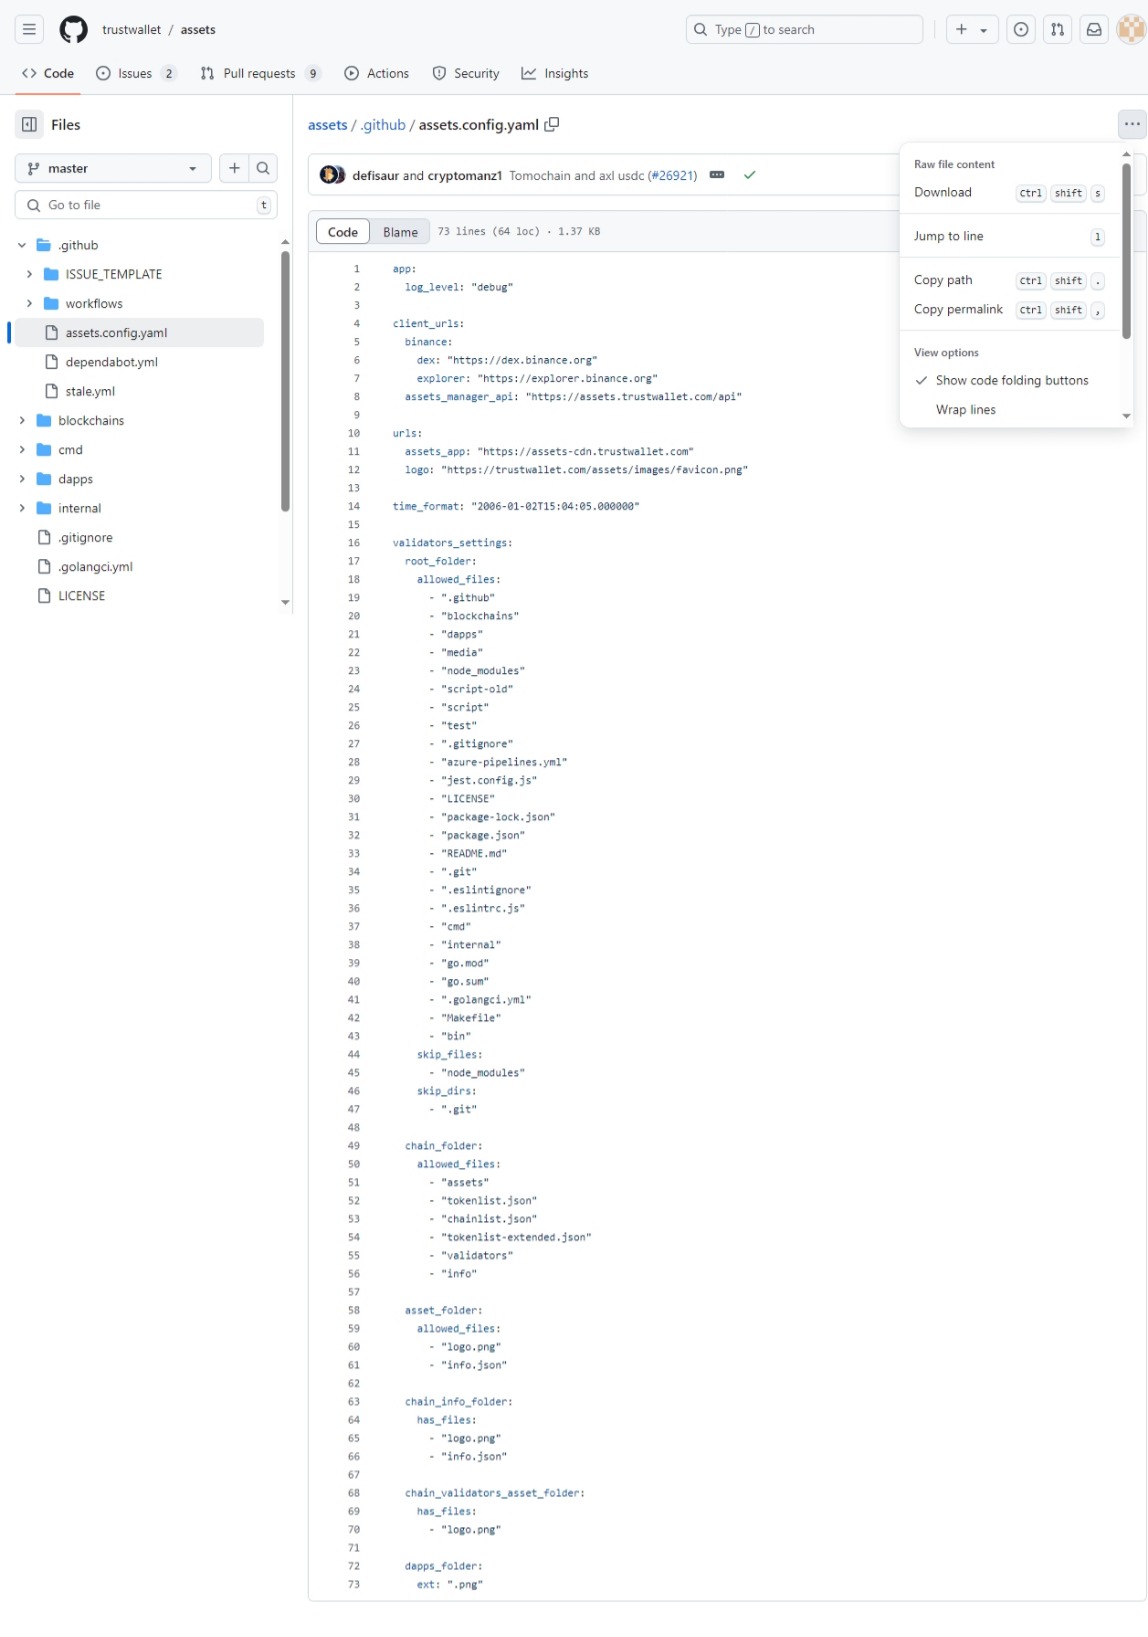 trustwallet / assets
Type / to search
Code
Issues 2
Pull requests 9
Actions
Security
Insights
Files
master
Go to file t
.github
ISSUE_TEMPLATE
workflows
assets.config.yaml
dependabot.yml
stale.yml
blockchains
cmd
dapps
internal
.gitignore
.golangci.yml
LICENSE
assets / .github / assets.config.yaml
defisaur and cryptomanz1 Tomochain and axl usdc (#26921)
Code Blame 73 lines (64 loc) · 1.37 KB
Raw file content
Download Ctrl shift s
Jump to line l
Copy path Ctrl shift .
Copy permalink Ctrl shift ,
View options
Show code folding buttons
Wrap lines
1 app:
2 log_level: "debug"
3
4 client_urls:
5 binance:
6 dex: "https://dex.binance.org"
7 explorer: "https://explorer.binance.org"
8 assets_manager_api: "https://assets.trustwallet.com/api"
9
10 urls:
11 assets_app: "https://assets-cdn.trustwallet.com"
12 logo: "https://trustwallet.com/assets/images/favicon.png"
13
14 time_format: "2006-01-02T15:04:05.000000"
15
16 validators_settings:
17 root_folder:
18 allowed_files:
19 - ".github"
20 - "blockchains"
21 - "dapps"
22 - "media"
23 - "node_modules"
24 - "script-old"
25 - "script"
26 - "test"
27 - ".gitignore"
28 - "azure-pipelines.yml"
29 - "jest.config.js"
30 - "LICENSE"
31 - "package-lock.json"
32 - "package.json"
33 - "README.md"
34 - ".git"
35 - ".eslintignore"
36 - ".eslintrc.js"
37 - "cmd"
38 - "internal"
39 - "go.mod"
40 - "go.sum"
41 - ".golangci.yml"
42 - "Makefile"
43 - "bin"
44 skip_files:
45 - "node_modules"
46 skip_dirs:
47 - ".git"
48
49 chain_folder:
50 allowed_files:
51 - "assets"
52 - "tokenlist.json"
53 - "chainlist.json"
54 - "tokenlist-extended.json"
55 - "validators"
56 - "info"
57
58 asset_folder:
59 allowed_files:
60 - "logo.png"
61 - "info.json"
62
63 chain_info_folder:
64 has_files:
65 - "logo.png"
66 - "info.json"
67
68 chain_validators_asset_folder:
69 has_files:
70 - "logo.png"
71
72 dapps_folder:
73 ext: ".png"